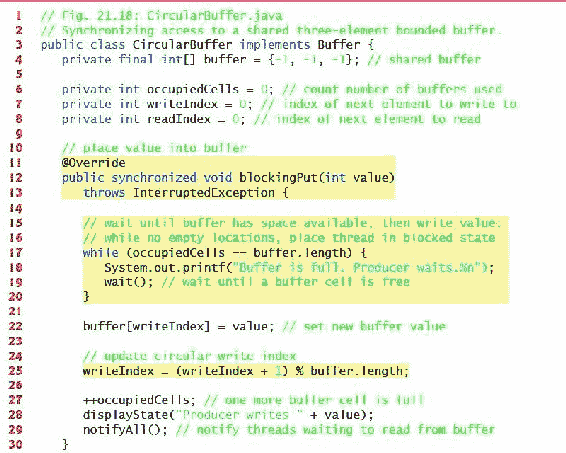 1 // Fig. 21.18: CircularBuffer.java
2 // Synchronizing access to a shared three-element bounded buffer.
3 public class CircularBuffer implements Buffer {
4 private final int[] buffer = {-1, -1, -1}; // shared buffer
5
6 private int occupiedCells = 0; // count number of buffers used
7 private int writeIndex = 0; // index of next element to write to
8 private int readIndex = 0; // index of next element to read
9
10 // place value into buffer
11 @Override
12 public synchronized void blockingPut(int value)
13 throws InterruptedException {
14
15 // wait until buffer has space available, then write value;
16 // while no empty locations, place thread in blocked state
17 while (occupiedCells == buffer.length) {
18 System.out.printf("Buffer is full. Producer waits.%n");
19 wait(); // wait until a buffer cell is free
20 }
21
22 buffer[writeIndex] = value; // set new buffer value
23
24 // update circular write index
25 writeIndex = (writeIndex + 1) % buffer.length;
26
27 ++occupiedCells; // one more buffer cell is full
28 displayState("Producer writes " + value);
29 notifyAll(); // notify threads waiting to read from buffer
30 }